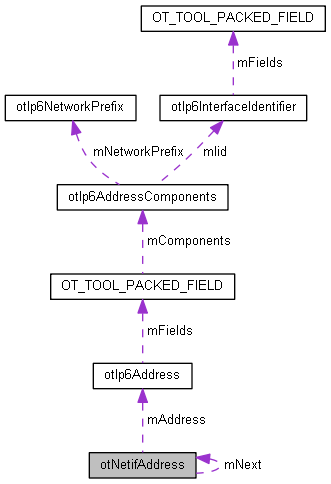 OT_TOOL_PACKED_FIELD
mFields
otIp6NetworkPrefix
otIp6InterfaceIdentifier
mNetworkPrefix
mIid
otIp6AddressComponents
mComponents
OT_TOOL_PACKED_FIELD
mFields
otIp6Address
mAddress
otNetifAddress
mNext